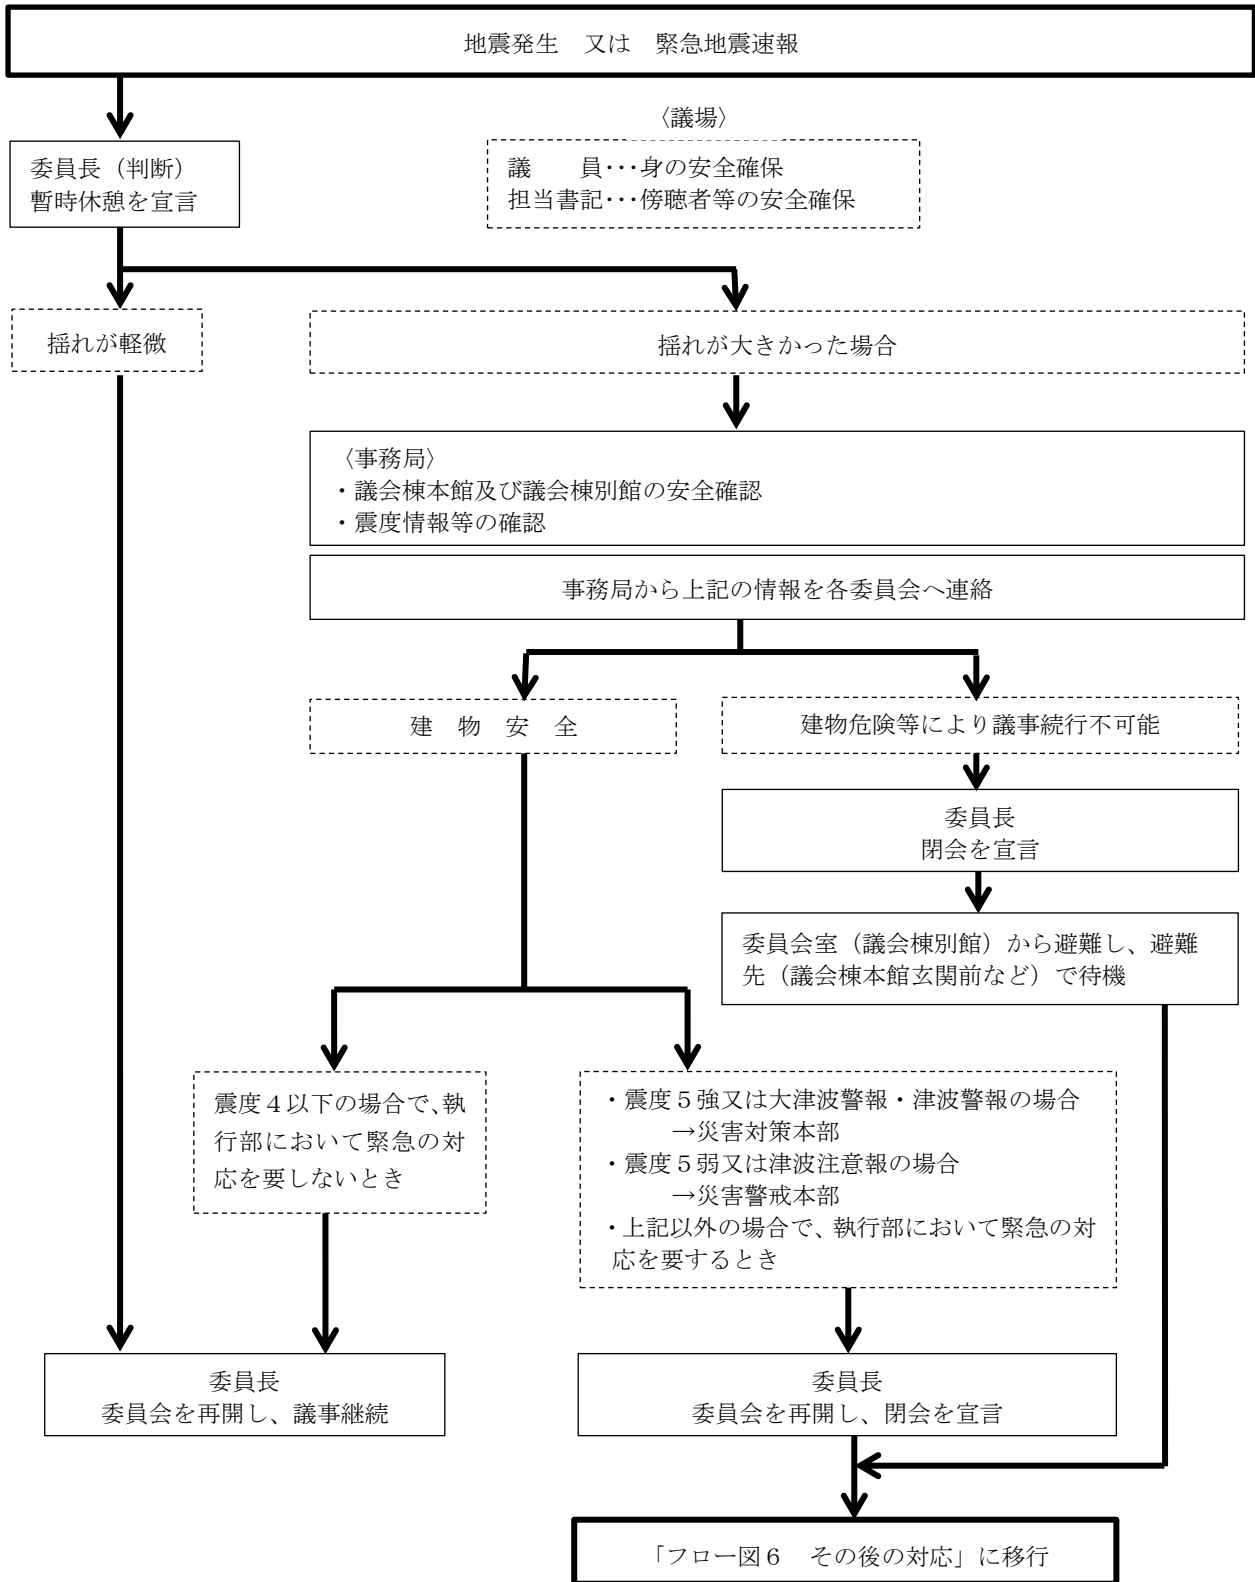 地震発生　又は　緊急地震速報
〈議場〉
委員長（判断）
暫時休憩を宣言
議　　員･･･身の安全確保
担当書記･･･傍聴者等の安全確保
揺れが軽微
揺れが大きかった場合
〈事務局〉
・議会棟本館及び議会棟別館の安全確認
・震度情報等の確認
事務局から上記の情報を各委員会へ連絡
建　物　安　全
建物危険等により議事続行不可能
委員長
閉会を宣言
委員会室（議会棟別館）から避難し、避難
先（議会棟本館玄関前など）で待機
震度４以下の場合で、執
行部において緊急の対
応を要しないとき
・震度５強又は大津波警報・津波警報の場合
→災害対策本部
・震度５弱又は津波注意報の場合
→災害警戒本部
・上記以外の場合で、執行部において緊急の対
応を要するとき
委員長
委員会を再開し、議事継続
委員長
委員会を再開し、閉会を宣言
「フロー図６　その後の対応」に移行